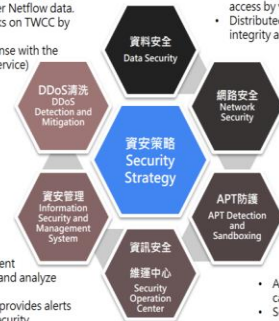 er Netflow data.
ks on TWCC by
nse with the
ervice)
access by
Distributed
integrity a
資料安全
Data Security
DDoS清洗
DDoS
Detection and
Mitigation
網路安全
Network
Security
資安策略
Security
Strategy
資安管理
Information
Security and
Management
System
APT防護
APT Detection
and
Sandboxing
資訊安全
維運中心
Security
Operation
Center
ent
and analyze
provides alerts